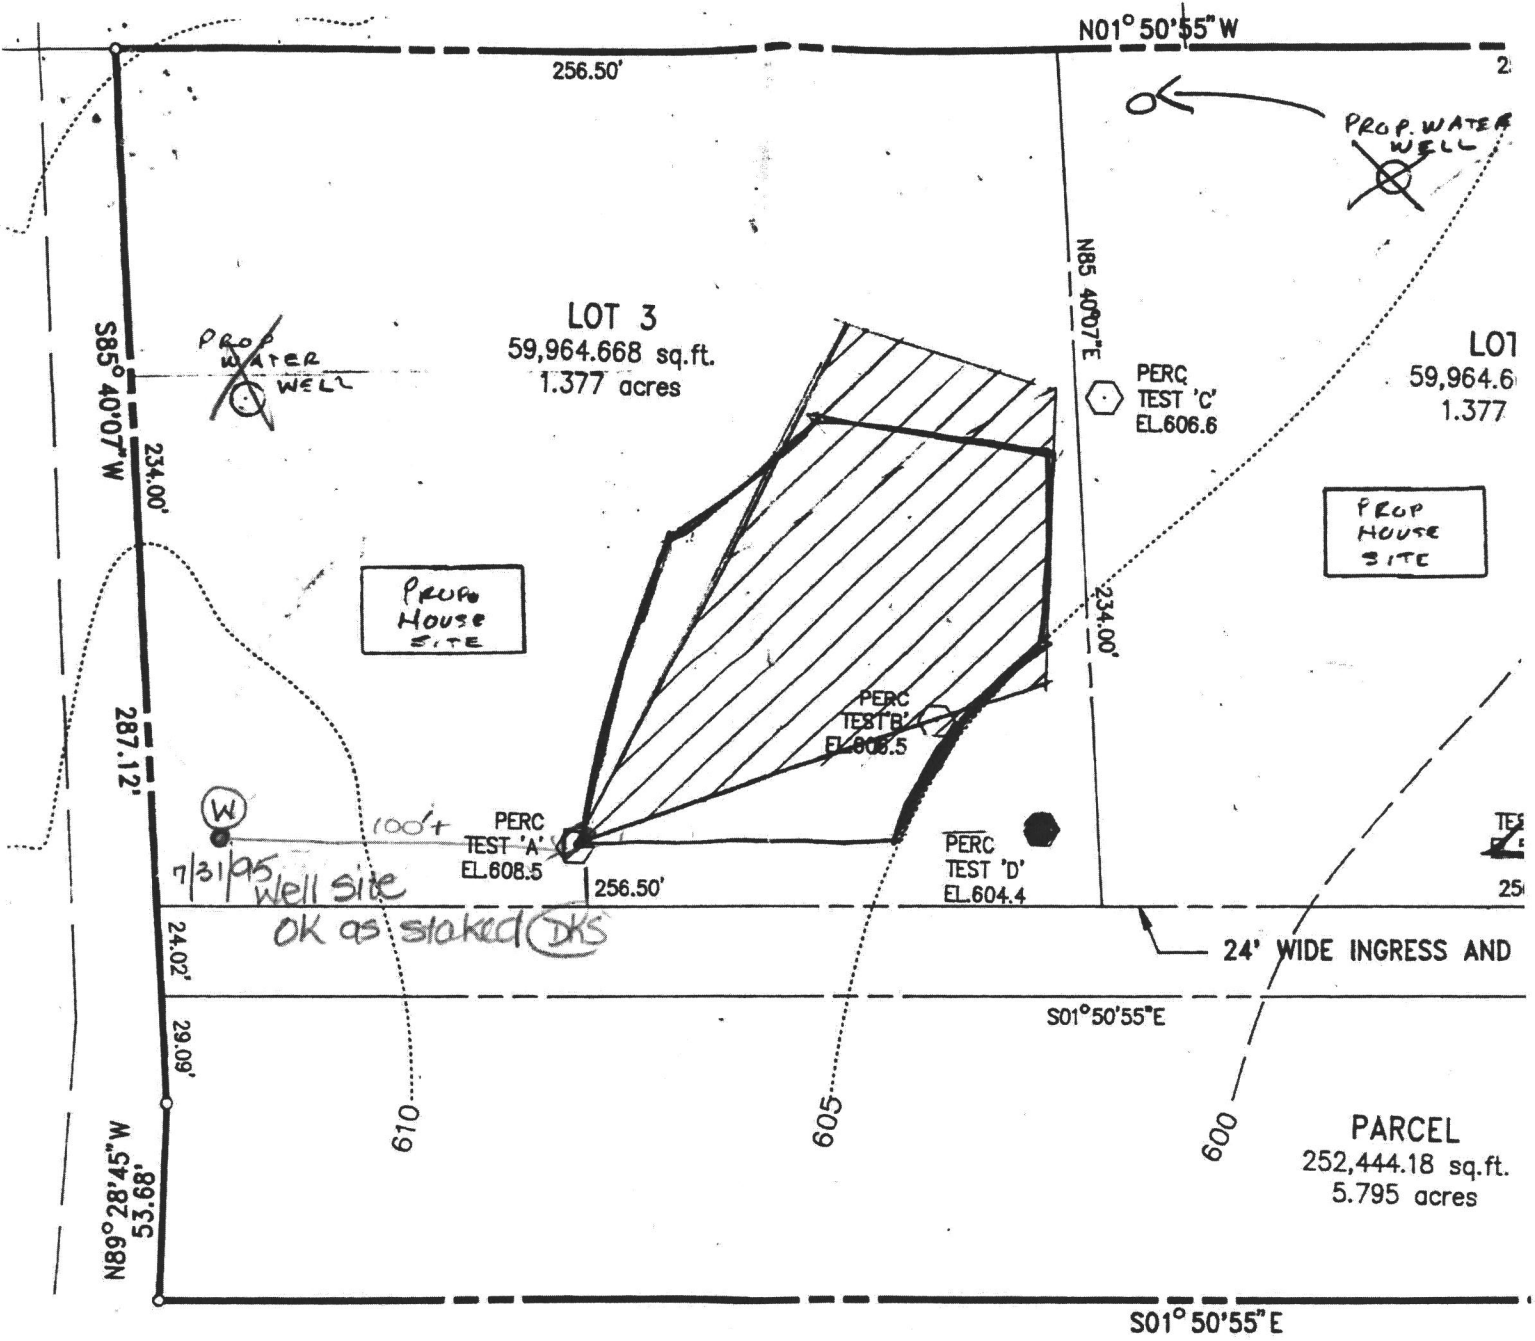 N01°50'55"W
256.50'
PROP. WATER
WELL
N85 40'07"E
LOT 3
59,964.668 sq.ft.
1.377 acres
PROP
WATER
WELL
S85°40'07"W
234.00'
PERC
TEST 'C'
EL.606.6
59,964.6
1.377
PROP
HOUSE
SITE
PROP.
HOUSE
SITE
234.00'
PERC
TEST 'B'
287.12'
W
100'+
PERC
TEST 'A'
EL.608.5
7/31/95 Well site
OK as staked DKS
256.50'
PERC
TEST 'D'
EL.604.4
24.02'
24' WIDE INGRESS AND
S01°50'55"E
29.09'
610
605
600
N89°28'45"W
53.68'
PARCEL
252,444.18 sq.ft.
5.795 acres
S01°50'55"E